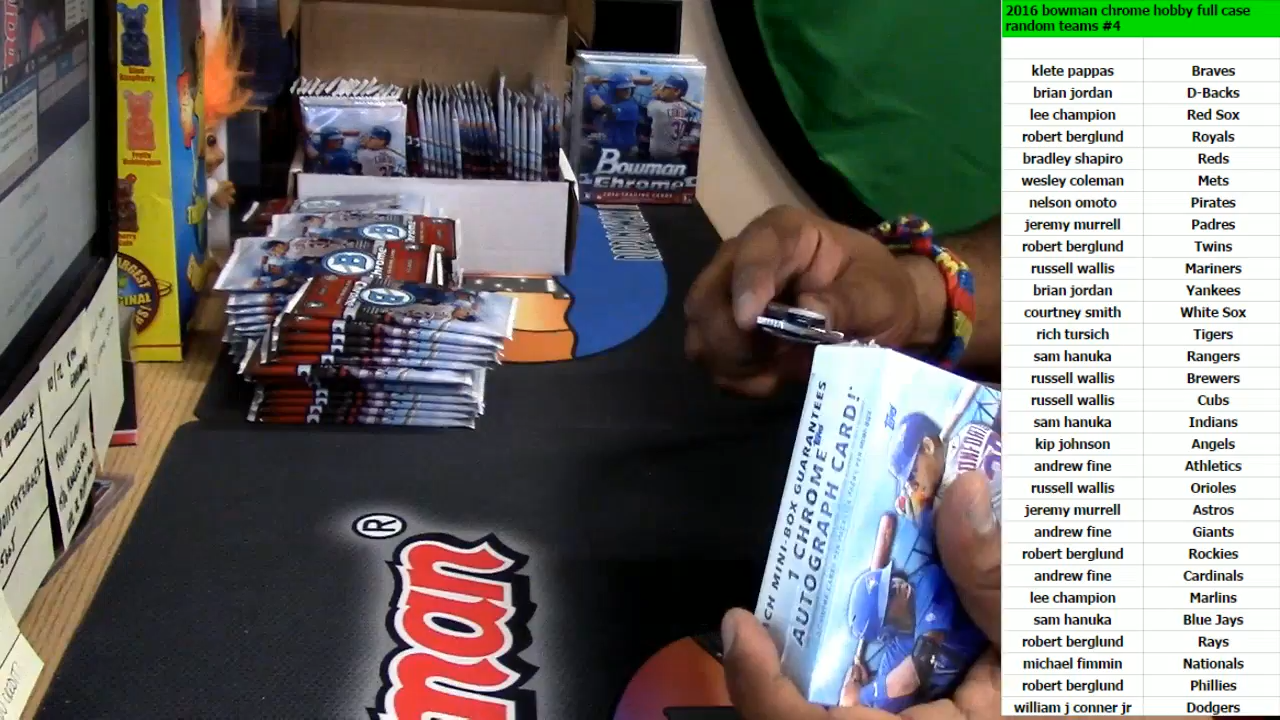 2016 bowman chrome hobby full case
random teams #4
klete pappas Braves
brian jordan D-Backs
lee champion Red Sox
robert berglund Royals
bradley shapiro Reds
wesley coleman Mets
nelson omoto Pirates
jeremy murrell Padres
robert berglund Twins
russell wallis Mariners
brian jordan Yankees
courtney smith White Sox
rich tursich Tigers
sam hanuka Rangers
russell wallis Brewers
russell wallis Cubs
sam hanuka Indians
kip johnson Angels
andrew fine Athletics
russell wallis Orioles
jeremy murrell Astros
andrew fine Giants
robert berglund Rockies
andrew fine Cardinals
lee champion Marlins
sam hanuka Blue Jays
robert berglund Rays
michael fimmin Nationals
robert berglund Phillies
william j conner jr Dodgers
Bowman
Chrome
CH MINI-BOX GUARANTEES
1 CHROME
AUTOGRAPH CARD!
Topps
man
®
LARGEST